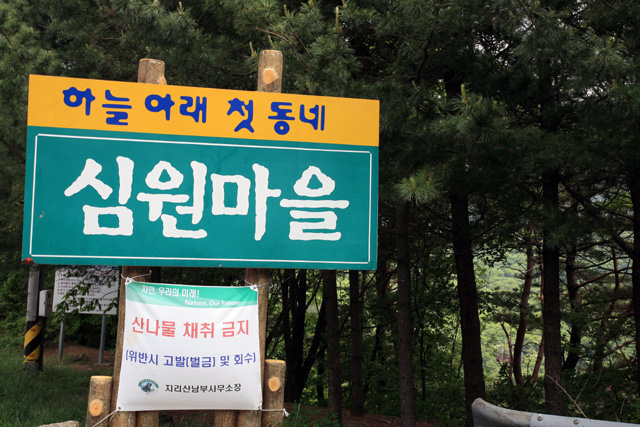 하늘 아래 첫 동네
심원마을
자연, 우리의 미래!
Nature, Our Future!
산나물 채취 금지
[위반시 고발[벌금] 및 회수]
지리산남부사무소장